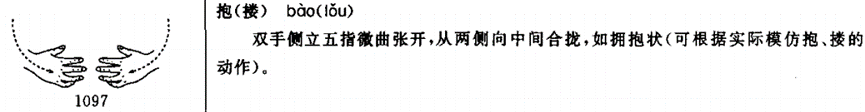 抱(搂) bào(lǒu)
双手侧立五指微曲张开,从两侧向中间合拢,如拥抱状(可根据实际模仿抱、搂的
动作)。
1097